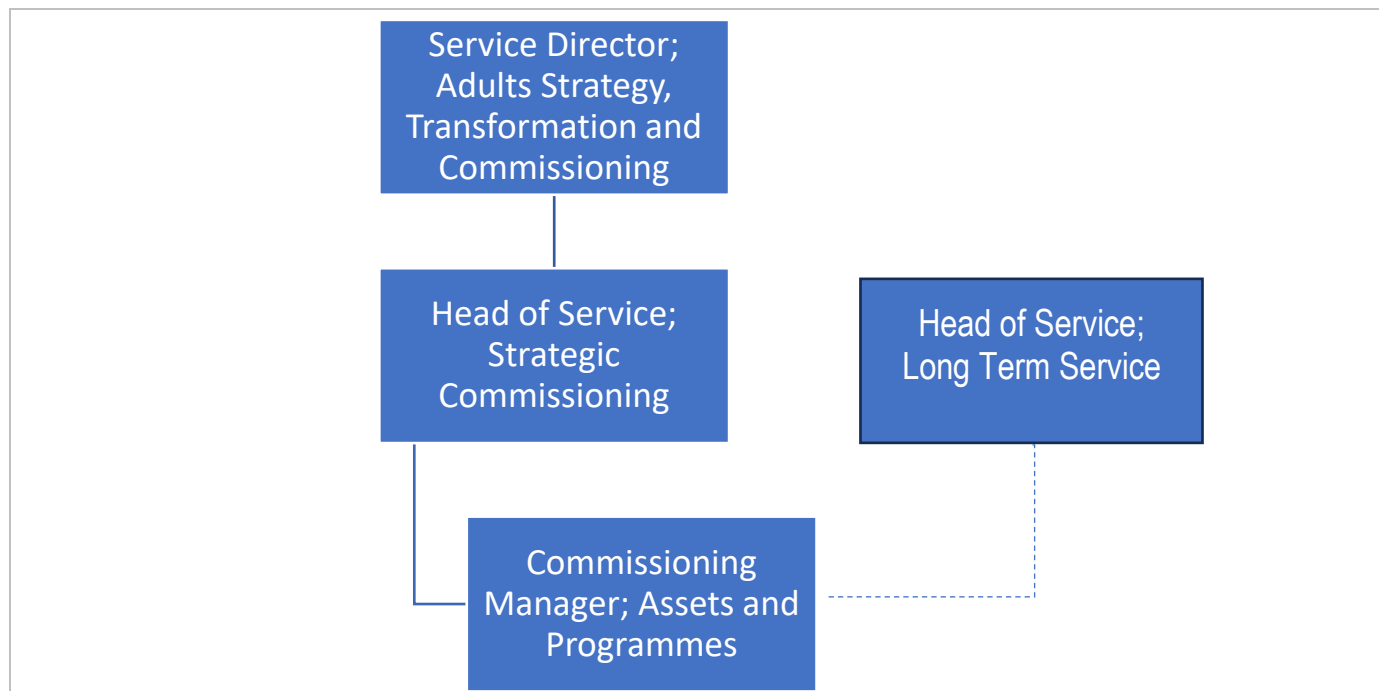 Service Director;
Adults Strategy,
Transformation and
Commissioning
Head of Service;
Strategic
Commissioning
Head of Service;
Long Term Service
Commissioning
Manager; Assets and
Programmes